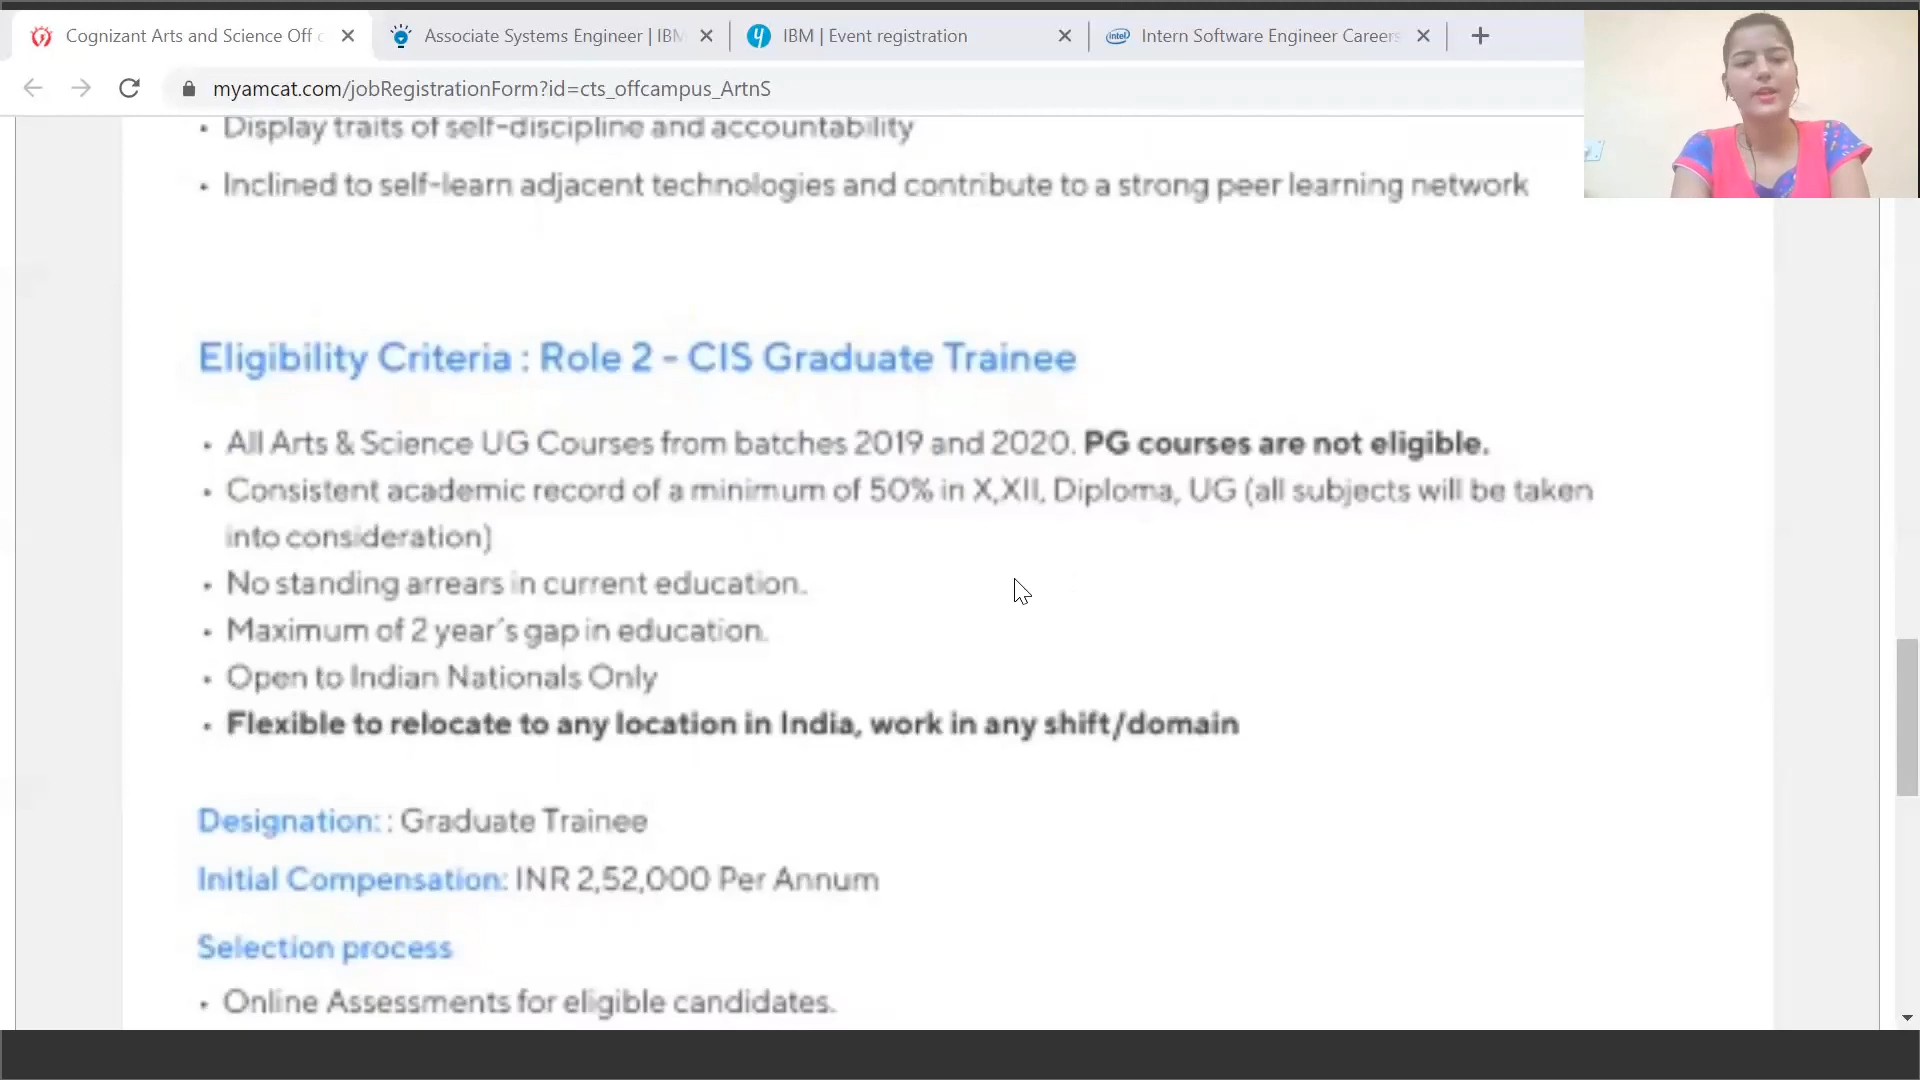 Cognizant Arts and Science Off c
Associate Systems Engineer | IBM
IBM | Event registration
Intern Software Engineer Careers
myamcat.com/jobRegistrationForm?id=cts_offcampus_ArtnS
• Display traits of self-discipline and accountability
• Inclined to self-learn adjacent technologies and contribute to a strong peer learning network
Eligibility Criteria : Role 2 - CIS Graduate Trainee
• All Arts & Science UG Courses from batches 2019 and 2020. PG courses are not eligible.
• Consistent academic record of a minimum of 50% in X,XII, Diploma, UG (all subjects will be taken
into consideration)
• No standing arrears in current education.
• Maximum of 2 year's gap in education.
• Open to Indian Nationals Only
• Flexible to relocate to any location in India, work in any shift/domain
Designation: : Graduate Trainee
Initial Compensation: INR 2,52,000 Per Annum
Selection process
• Online Assessments for eligible candidates.